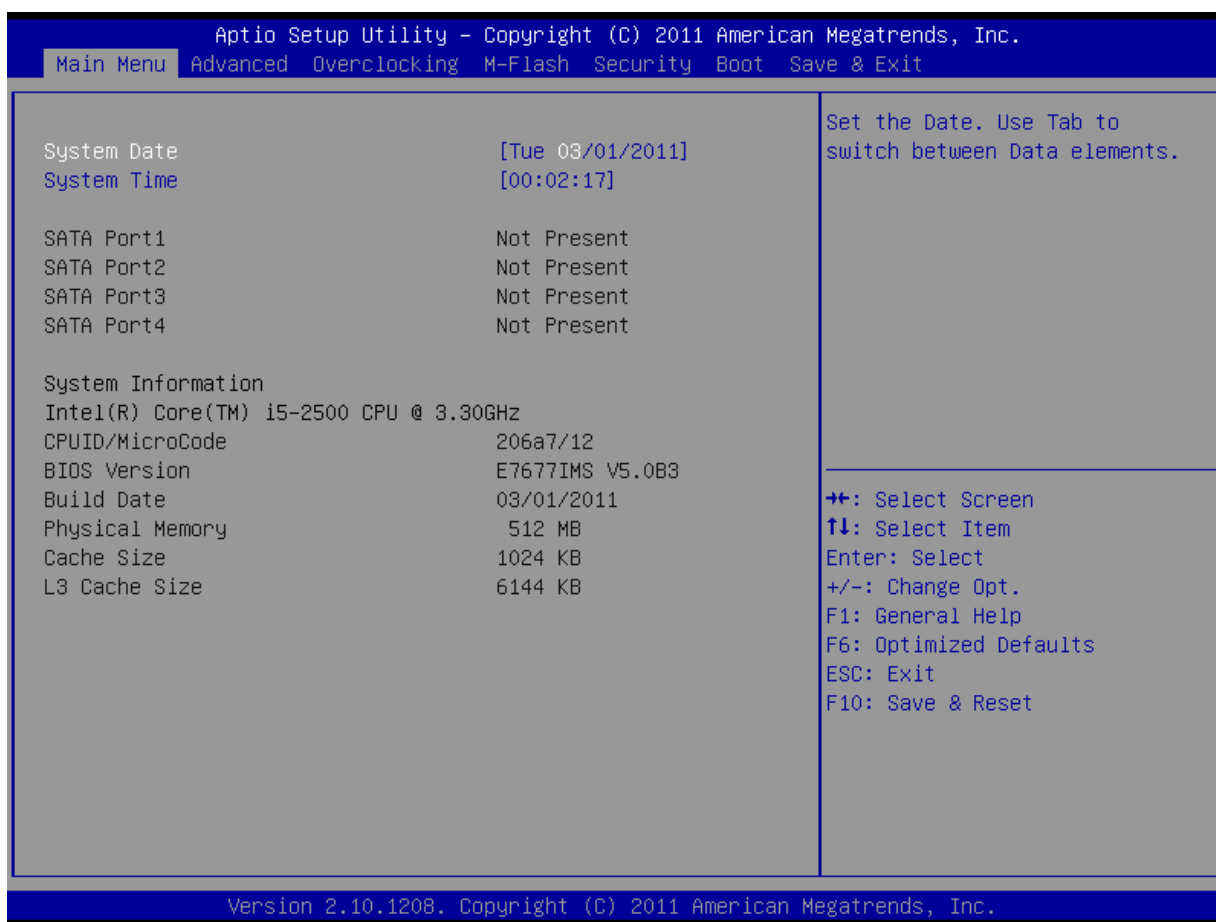 Aptio Setup Utility - Copyright (C) 2011 American Megatrends, Inc.
Main Menu Advanced Overclocking M-Flash Security Boot Save & Exit
System Date [Tue 03/01/2011]
System Time [00:02:17]
SATA Port1 Not Present
SATA Port2 Not Present
SATA Port3 Not Present
SATA Port4 Not Present
System Information
Intel(R) Core(TM) i5-2500 CPU @ 3.30GHz
CPUID/MicroCode 206a7/12
BIOS Version E7677IMS V5.0B3
Build Date 03/01/2011
Physical Memory 512 MB
Cache Size 1024 KB
L3 Cache Size 6144 KB
Set the Date. Use Tab to
switch between Data elements.
→←: Select Screen
↑↓: Select Item
Enter: Select
+/-: Change Opt.
F1: General Help
F6: Optimized Defaults
ESC: Exit
F10: Save & Reset
Version 2.10.1208. Copyright (C) 2011 American Megatrends, Inc.